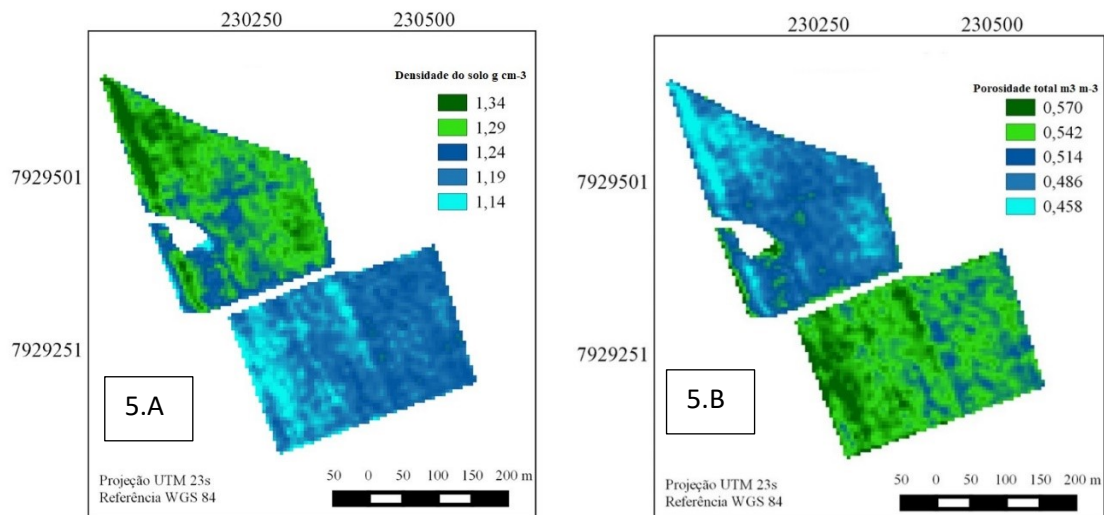 230250 230500
Densidade do solo g cm-3
1,34
1,29
1,24
1,19
1,14
7929501
7929251
5.A
Projeção UTM 23s
Referência WGS 84
50 0 50 100 150 200 m
230250 230500
Porosidade total m3 m-3
0,570
0,542
0,514
0,486
0,458
7929501
7929251
5.B
Projeção UTM 23s
Referência WGS 84
50 0 50 100 150 200 m